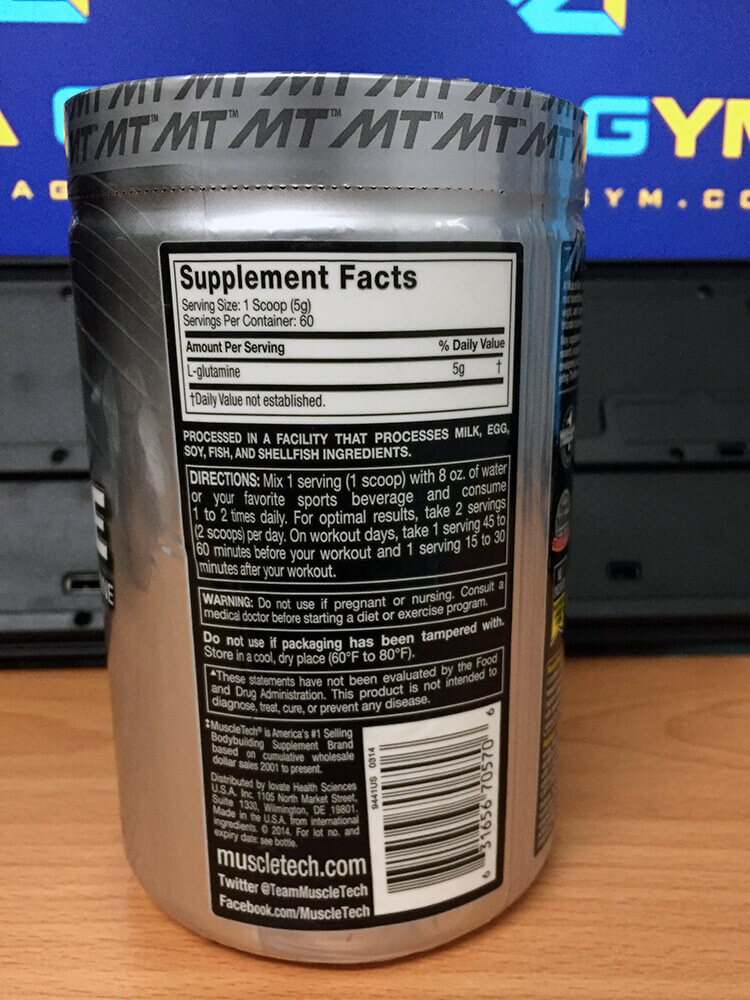 MT MT MT MT MT MT
TMT™MT™MT™MT™MT™MT
GYM
AG
YM.CO
E
NE
Supplement Facts
Serving Size: 1 Scoop (5g)
Servings Per Container: 60
Amount Per Serving % Daily Value
L-glutamine 5g †
†Daily Value not established.
PROCESSED IN A FACILITY THAT PROCESSES MILK, EGG,
SOY, FISH, AND SHELLFISH INGREDIENTS.
DIRECTIONS: Mix 1 serving (1 scoop) with 8 oz. of water
or your favorite sports beverage and consume
1 to 2 times daily. For optimal results, take 2 servings
(2 scoops) per day. On workout days, take 1 serving 45 to
60 minutes before your workout and 1 serving 15 to 30
minutes after your workout.
WARNING: Do not use if pregnant or nursing. Consult a
medical doctor before starting a diet or exercise program.
Do not use if packaging has been tampered with.
Store in a cool, dry place (60°F to 80°F).
▲These statements have not been evaluated by the Food
and Drug Administration. This product is not intended to
diagnose, treat, cure, or prevent any disease.
‡MuscleTech® is America's #1 Selling
Bodybuilding Supplement Brand
based on cumulative wholesale
dollar sales 2001 to present.
Distributed by Iovate Health Sciences
U.S.A. Inc. 1105 North Market Street,
Suite 1330, Wilmington, DE 19801.
Made in the U.S.A. from international
ingredients. © 2014. For lot no. and
expiry date: see bottle.
muscletech.com
Twitter @TeamMuscleTech
Facebook.com/MuscleTech
9441US 0314
6 31656 70570 6